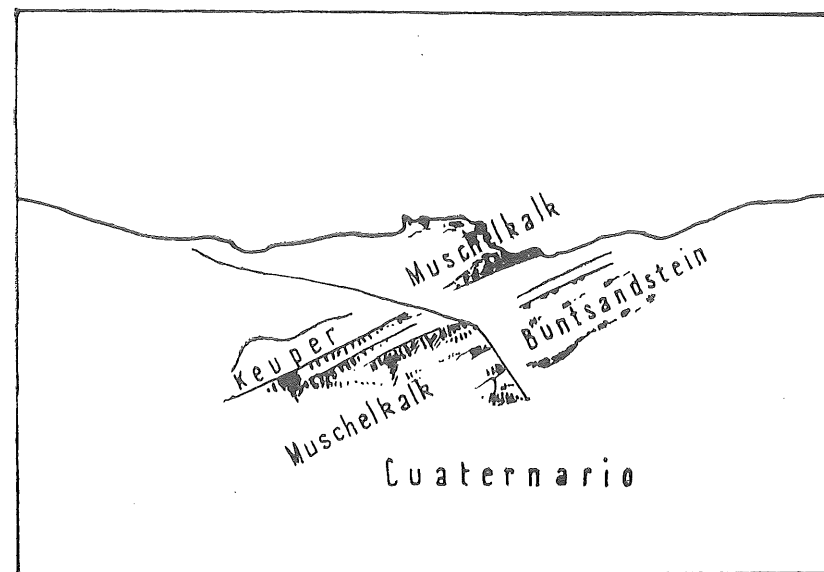 Muschelkalk
Buntsandstein
Keuper
Muschelkalk
Cuaternario